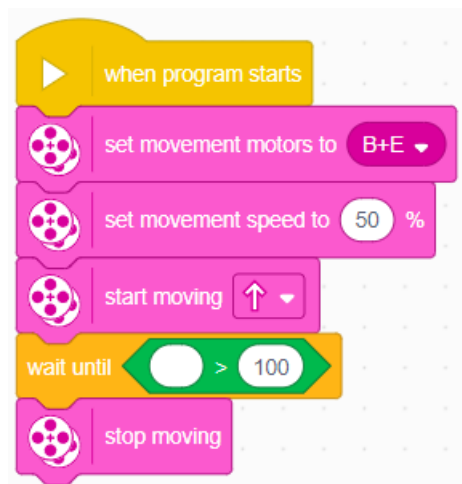 when program starts
set movement motors to B+E
set movement speed to 50 %
start moving
wait until > 100
stop moving